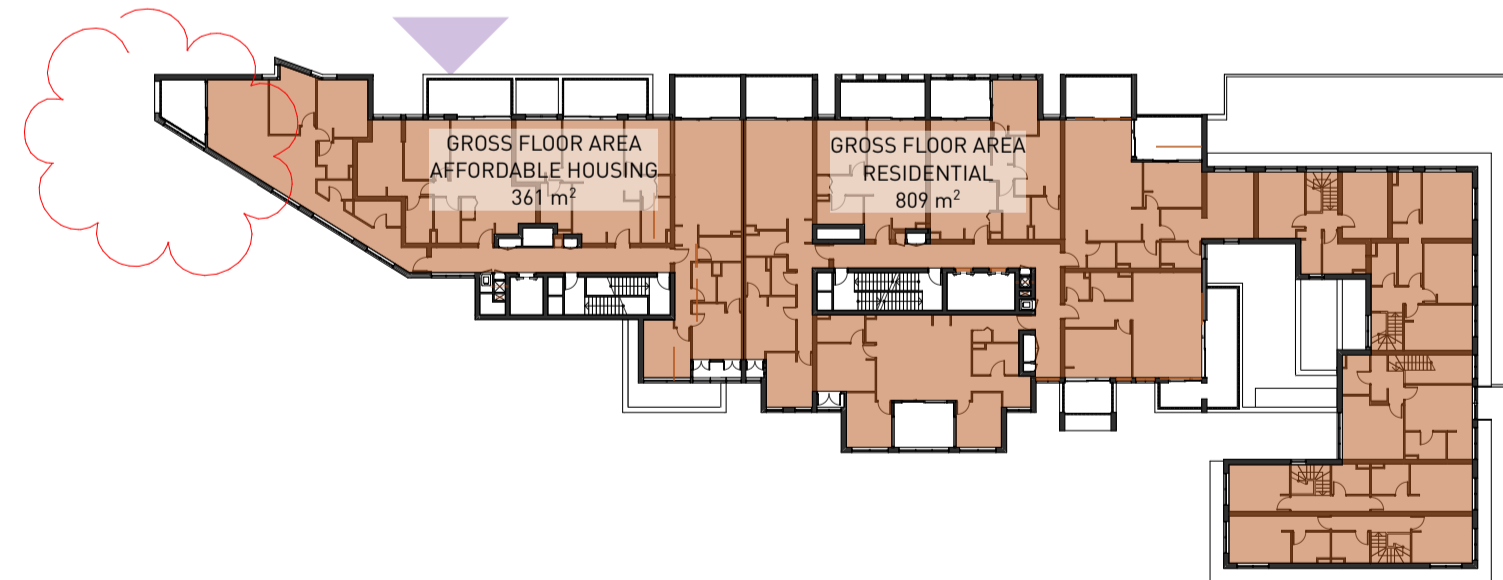 GROSS FLOOR AREA
AFFORDABLE HOUSING
361 m²
GROSS FLOOR AREA
RESIDENTIAL
809 m²